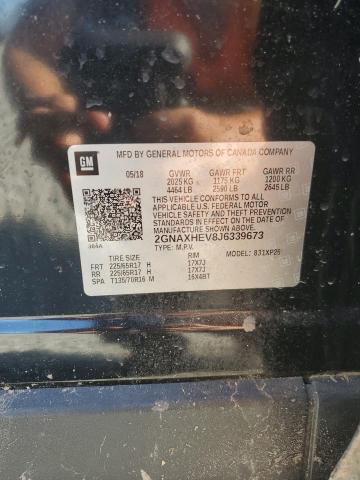 GM
MFD BY GENERAL MOTORS OF CANADA COMPANY
05/18 GVWR GAWR FRT GAWR RR
2025 KG 1175 KG 1200 KG
4464 LB 2590 LB 2645 LB
THIS VEHICLE CONFORMS TO ALL APPLICABLE U.S. FEDERAL MOTOR
VEHICLE SAFETY AND THEFT PREVENTION
STANDARDS IN EFFECT ON THE DATE OF
MANUFACTURE SHOWN ABOVE.
2GNAXHEV8J6339673
384A TYPE: M.P.V. MODEL: 831XP26
TIRE SIZE RIM
FRT 225/65R17 H 17X7J
RR 225/65R17 H 17X7J
SPA T135/70R16 M 16X4BT